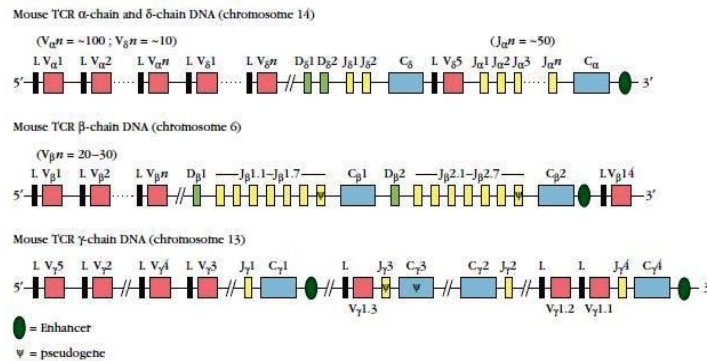 Mouse TCR α-chain and δ-chain DNA (chromosome 14)
(Vαn = ~100 ; Vδn = ~10) (Jαn = ~50)
L Vα1 L Vα2 L Vαn L Vδ1 L Vδn Dδ1 Dδ2 Jδ1 Jδ2 Cδ L Vδ5 Jα1 Jα2 Jα3 Jαn Cα
5′ 3′
Mouse TCR β-chain DNA (chromosome 6)
(Vβn = 20–30)
L Vβ1 L Vβ2 L Vβn Dβ1 Jβ1.1–Jβ1.7 Cβ1 Dβ2 Jβ2.1–Jβ2.7 Cβ2 L Vβ14
5′ ψ ψ 3′
Mouse TCR γ-chain DNA (chromosome 13)
L Vγ5 L Vγ2 L Vγ4 L Vγ3 Jγ1 Cγ1 L Jγ3 Cγ3 Cγ2 Jγ2 L L Jγ4 Cγ4
5′ ψ ψ 3′
Vγ1.3 Vγ1.2 Vγ1.1
= Enhancer
ψ = pseudogene